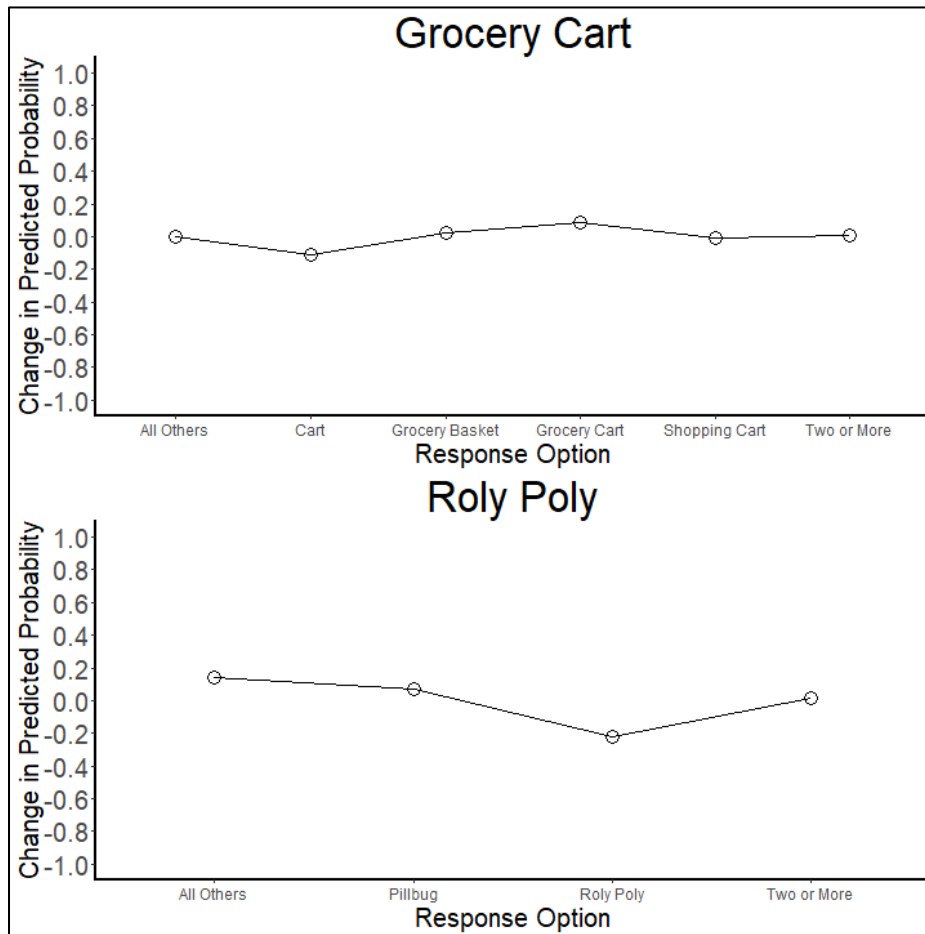 Grocery Cart
Change in Predicted Probability
1.0
0.8
0.6
0.4
0.2
0.0
-0.2
-0.4
-0.6
-0.8
-1.0
All Others Cart Grocery Basket Grocery Cart Shopping Cart Two or More
Response Option
Roly Poly
Change in Predicted Probability
1.0
0.8
0.6
0.4
0.2
0.0
-0.2
-0.4
-0.6
-0.8
-1.0
All Others Pillbug Roly Poly Two or More
Response Option